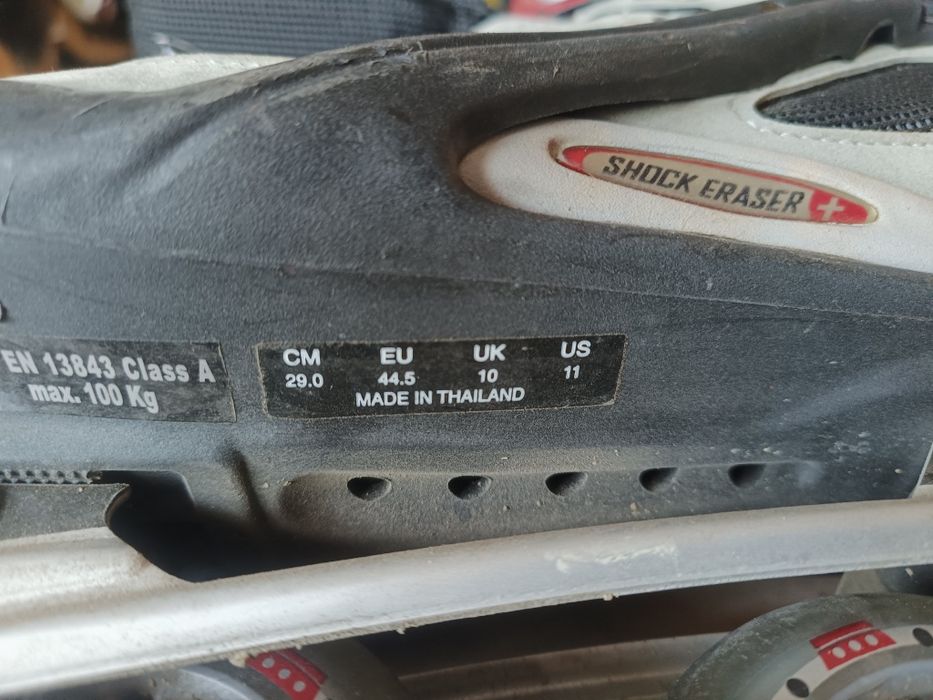 SHOCK ERASER
EN 13843 Class A
max. 100 Kg
CM EU UK US
29.0 44.5 10 11
MADE IN THAILAND